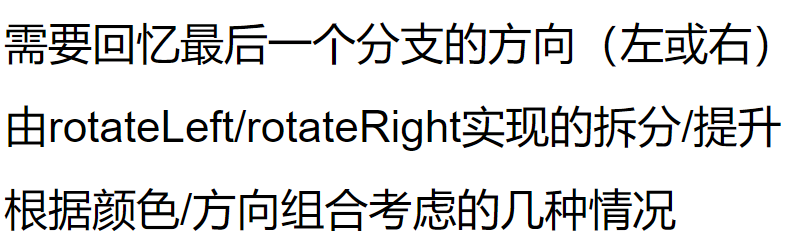 需要回忆最后一个分支的方向（左或右）
由rotateLeft/rotateRight实现的拆分/提升
根据颜色/方向组合考虑的几种情况